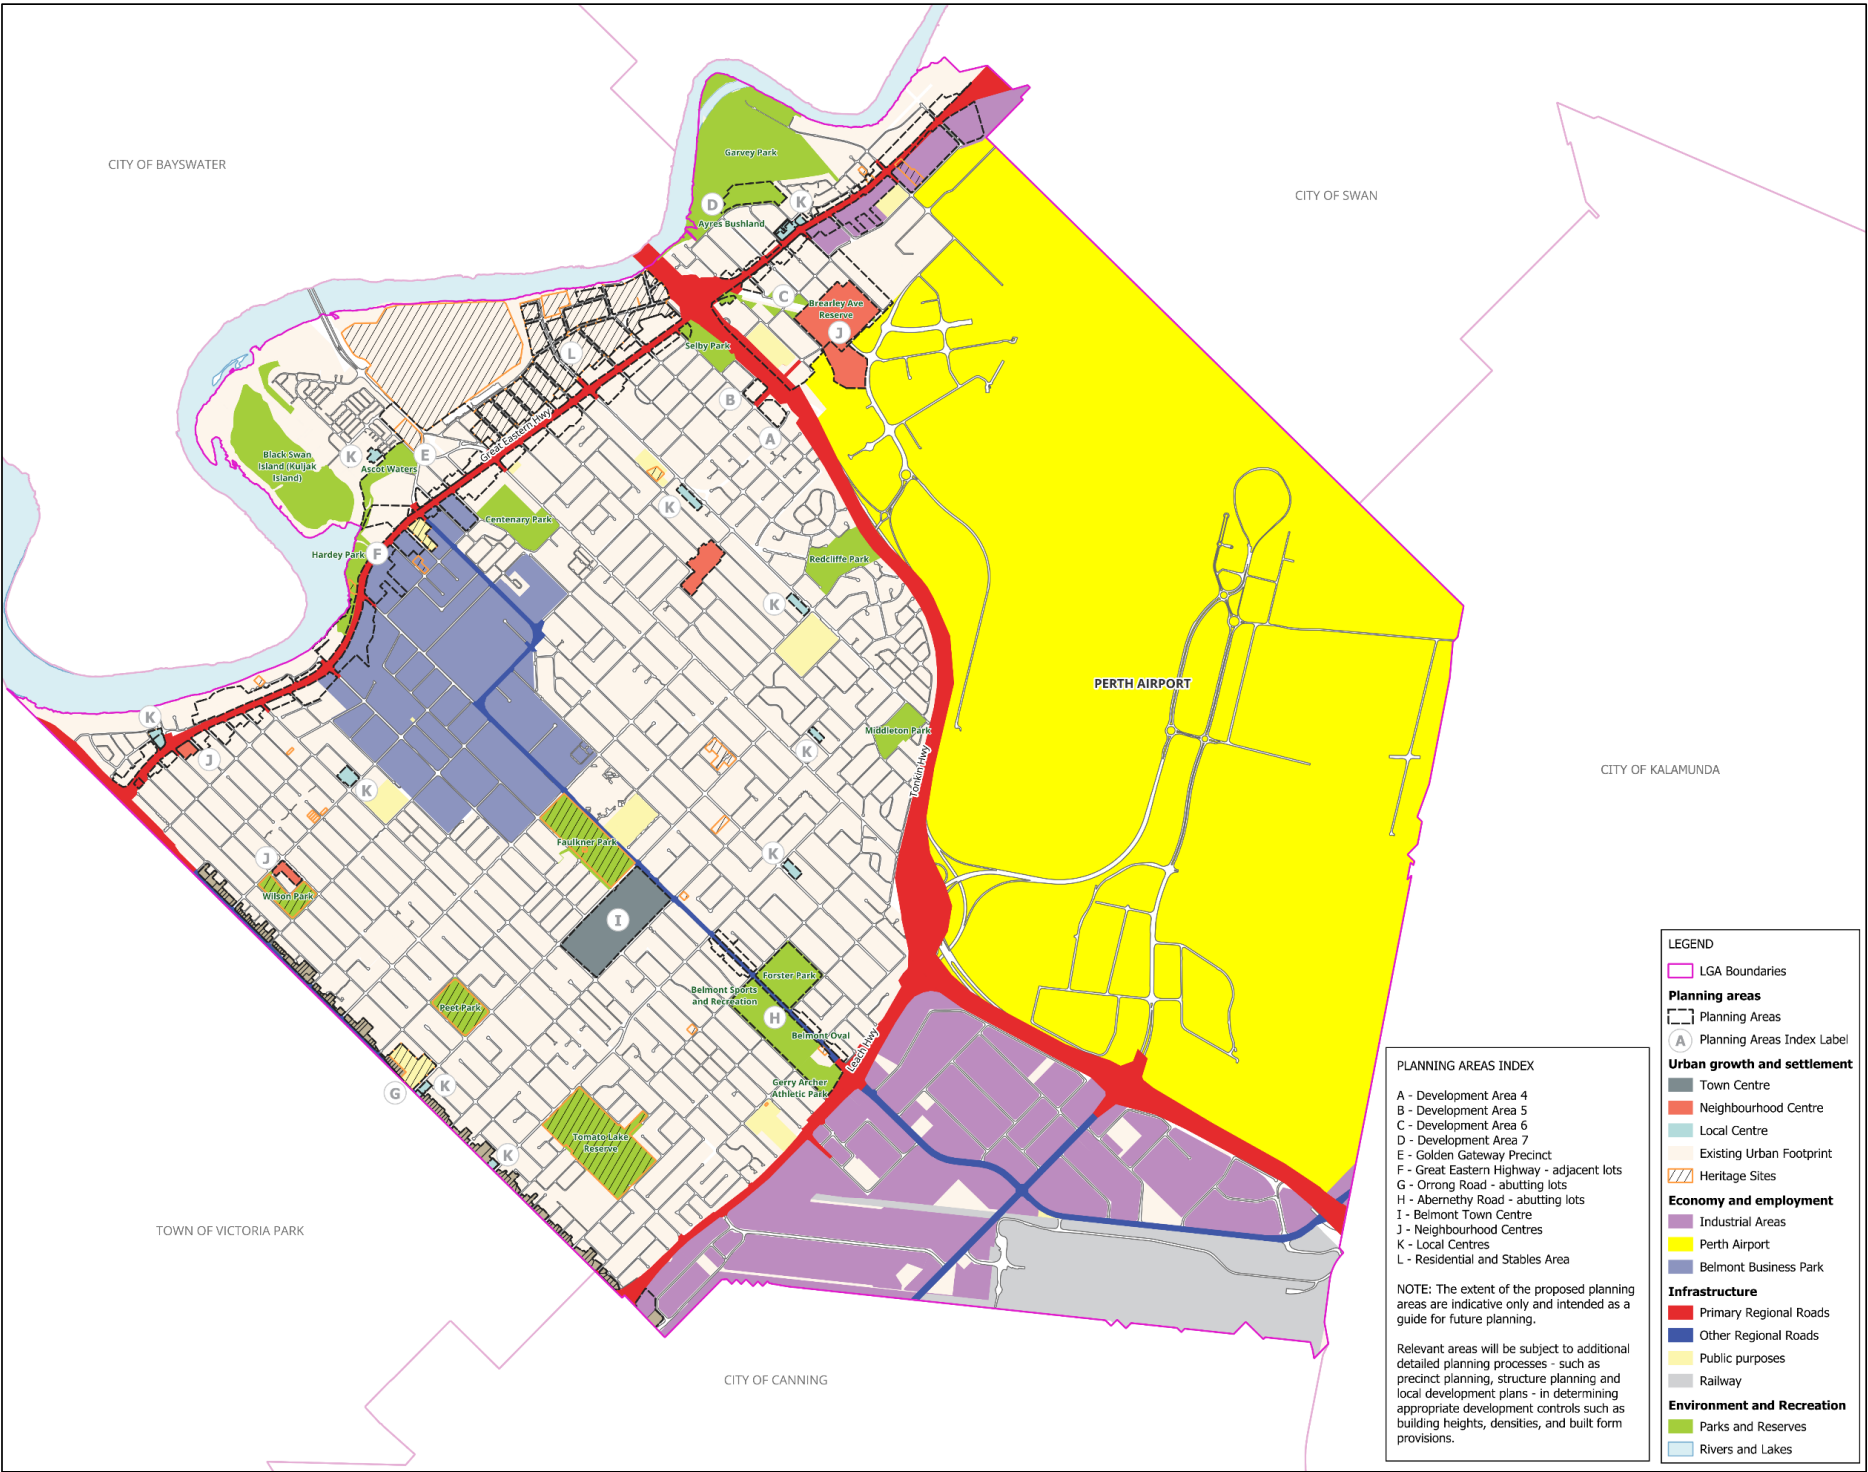 CITY OF BAYSWATER
CITY OF SWAN
Garvey Park
D
K
Ayres Bushland
C
Brearley Ave
Reserve
J
L
Selby Park
B
A
Great Eastern Hwy
E
K
Black Swan
Island (Kuljak
Island)
Ascot Waters
K
Centenary Park
Hardey Park
F
Redcliffe Park
K
PERTH AIRPORT
K
Middleton Park
J
K
Tonkin Hwy
CITY OF KALAMUNDA
K
Faulkner Park
J
K
Wilson Park
I
Forster Park
Belmont Sports
and Recreation
Peet Park
H
Belmont Oval
Leach Hwy
K
G
Gerry Archer
Athletic Park
Tomato Lake
Reserve
K
TOWN OF VICTORIA PARK
CITY OF CANNING
PLANNING AREAS INDEX
A - Development Area 4
B - Development Area 5
C - Development Area 6
D - Development Area 7
E - Golden Gateway Precinct
F - Great Eastern Highway - adjacent lots
G - Orrong Road - abutting lots
H - Abernethy Road - abutting lots
I - Belmont Town Centre
J - Neighbourhood Centres
K - Local Centres
L - Residential and Stables Area
NOTE: The extent of the proposed planning
areas are indicative only and intended as a
guide for future planning.
Relevant areas will be subject to additional
detailed planning processes - such as
precinct planning, structure planning and
local development plans - in determining
appropriate development controls such as
building heights, densities, and built form
provisions.
LEGEND
LGA Boundaries
Planning areas
Planning Areas
A Planning Areas Index Label
Urban growth and settlement
Town Centre
Neighbourhood Centre
Local Centre
Existing Urban Footprint
Heritage Sites
Economy and employment
Industrial Areas
Perth Airport
Belmont Business Park
Infrastructure
Primary Regional Roads
Other Regional Roads
Public purposes
Railway
Environment and Recreation
Parks and Reserves
Rivers and Lakes